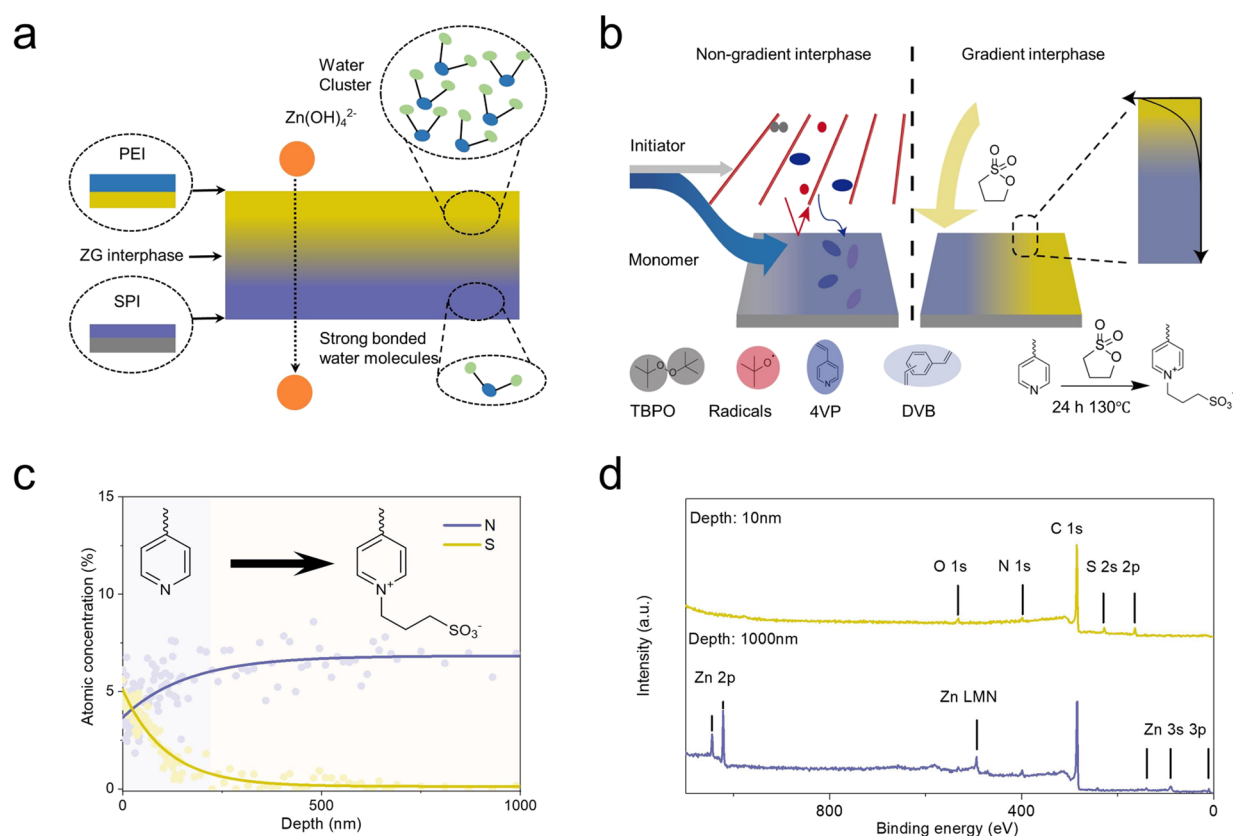 a
Water
Cluster
Zn(OH)₄²⁻
PEI
ZG interphase
SPI
Strong bonded
water molecules
b
Non-gradient interphase
Gradient interphase
Initiator
Monomer
O
S
O
O
TBPO
O
O
Radicals
O•
4VP
N
DVB
N
O
S
O
O
24 h 130℃
N⁺
SO₃⁻
c
Atomic concentration (%)
15
10
5
0
0
500
1000
Depth (nm)
N
S
N
N⁺
SO₃⁻
d
Intensity (a.u.)
Depth: 10nm
O 1s
N 1s
C 1s
S 2s 2p
Depth: 1000nm
Zn 2p
Zn LMN
Zn 3s 3p
800
400
0
Binding energy (eV)